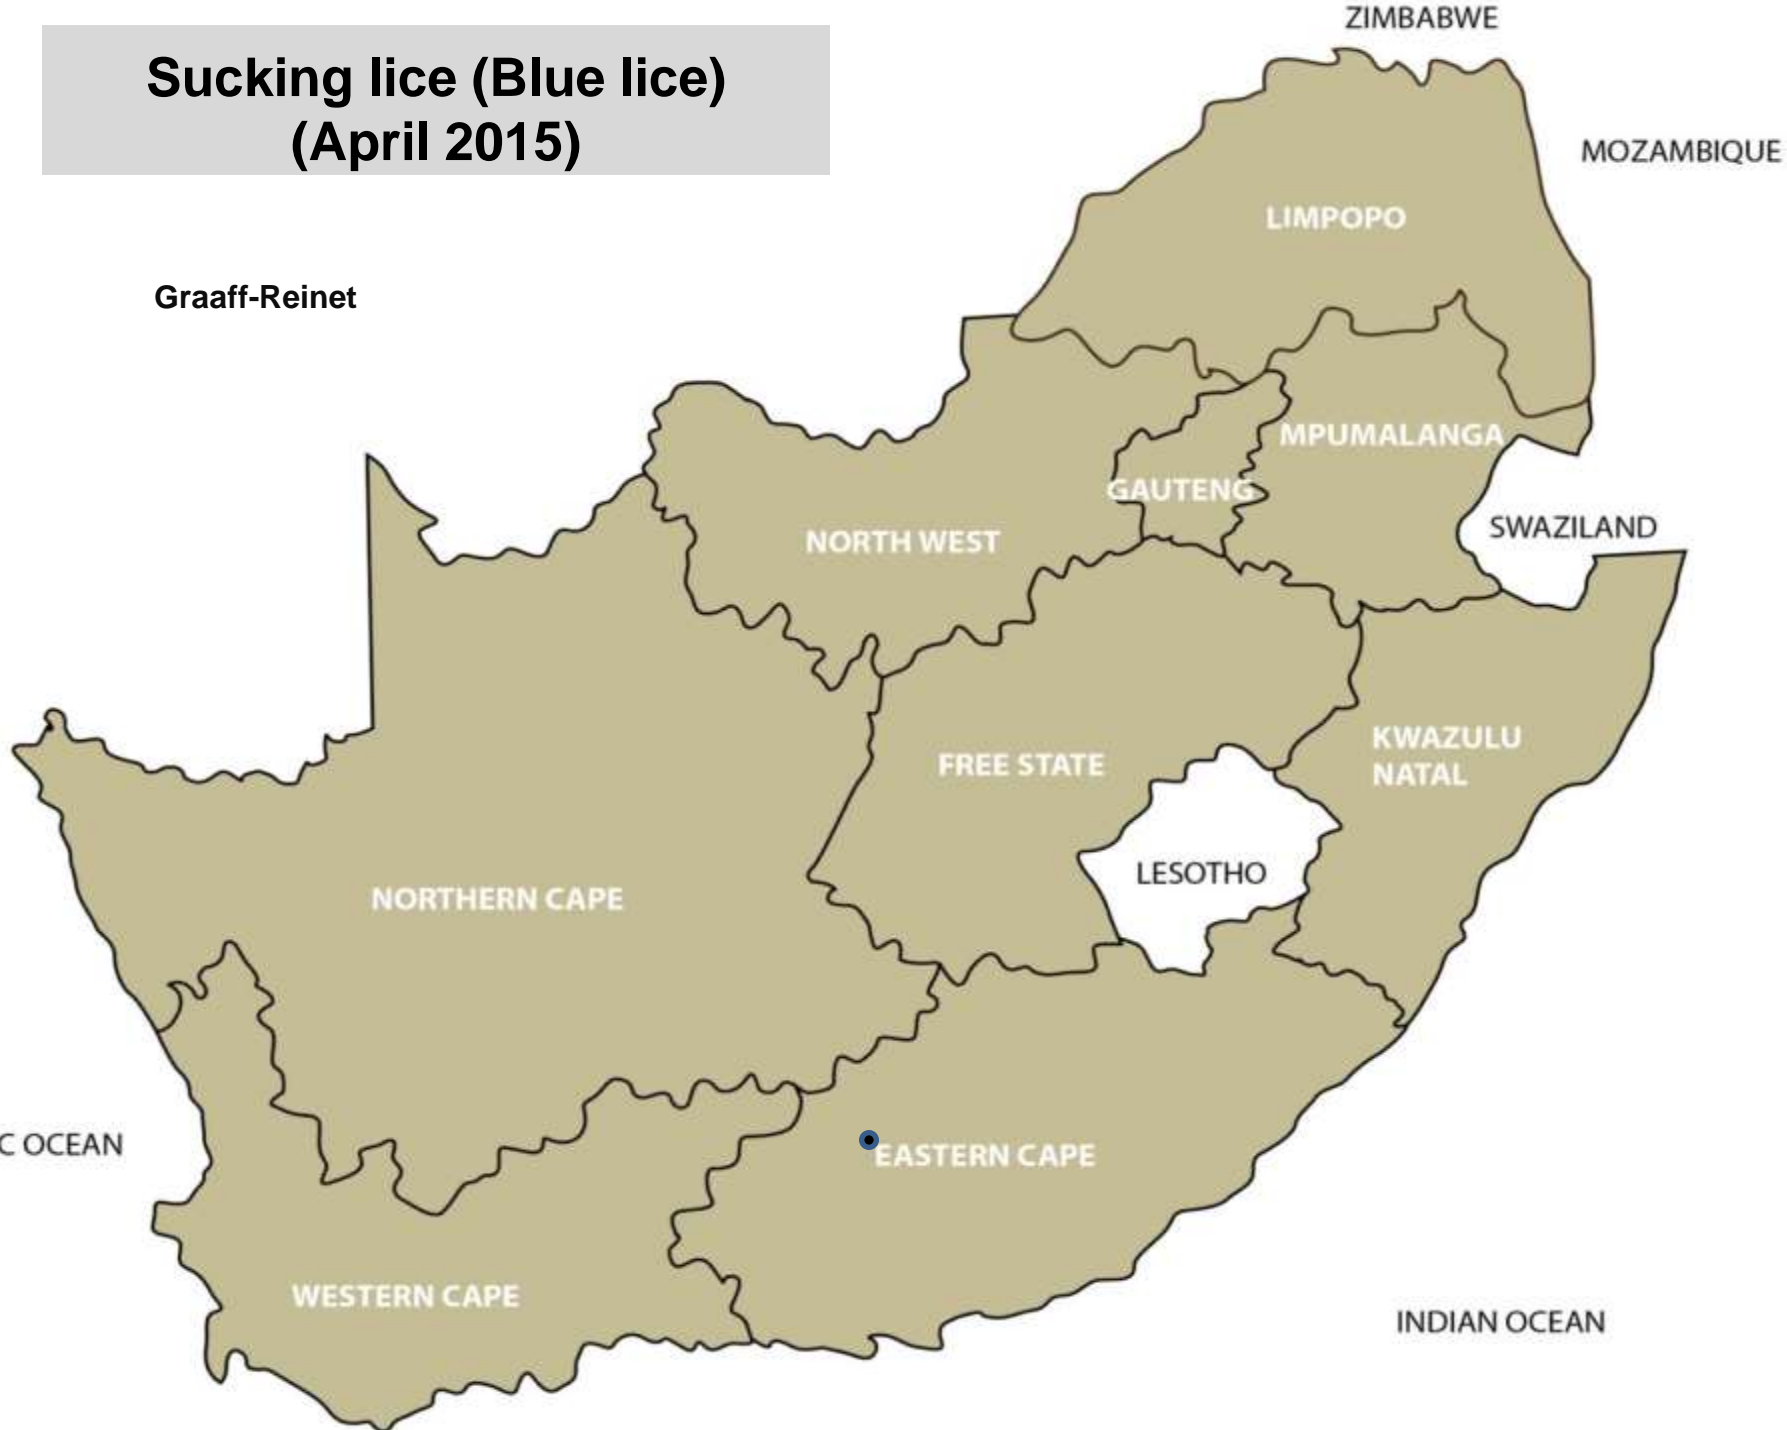 ZIMBABWE
Sucking lice (Blue lice)
(April 2015)
MOZAMBIQUE
LIMPOPO
Graaff-Reinet
MPUMALANGA
GAUTENG
SWAZILAND
NORTH WEST
KWAZULU
NATAL
FREE STATE
LESOTHO
NORTHERN CAPE
C OCEAN
EASTERN CAPE
WESTERN CAPE
INDIAN OCEAN